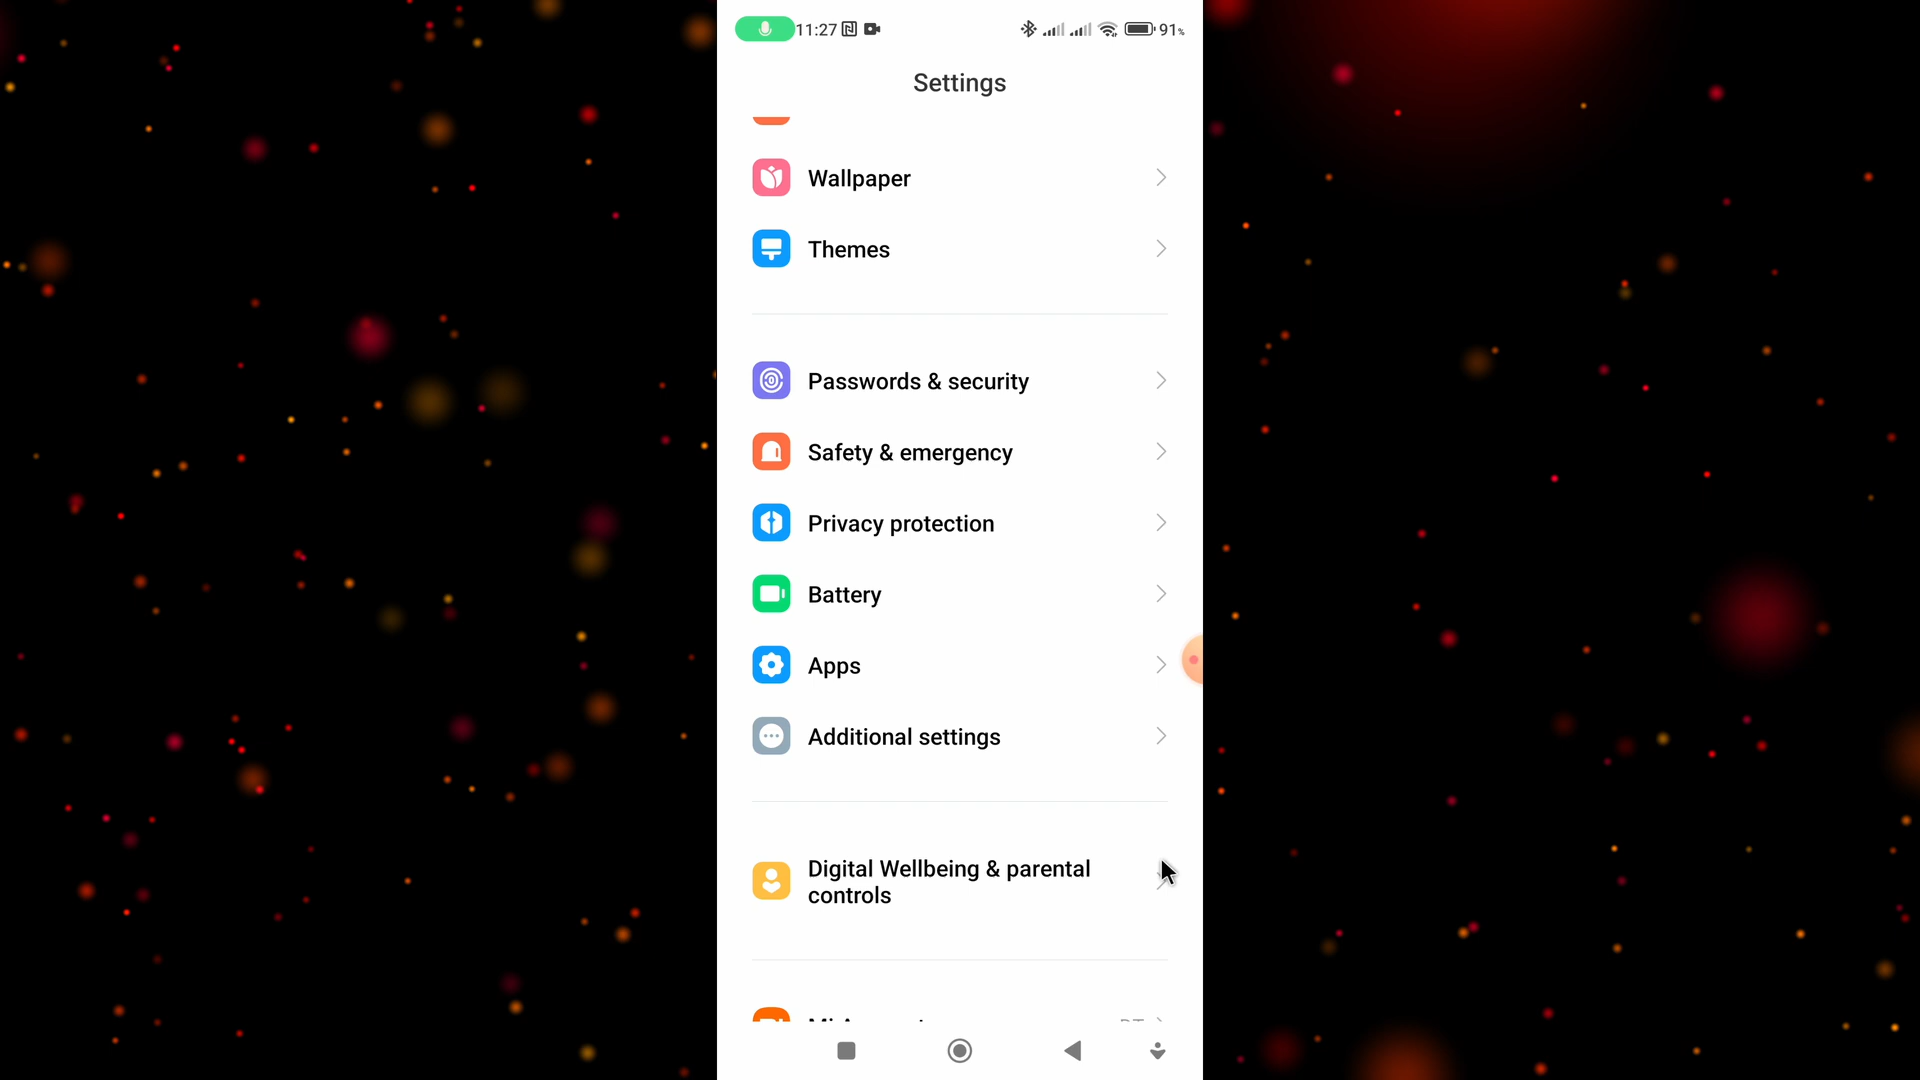 11:27 91%
Settings
Wallpaper
Themes
Passwords & security
Safety & emergency
Privacy protection
Battery
Apps
Additional settings
Digital Wellbeing & parental
controls